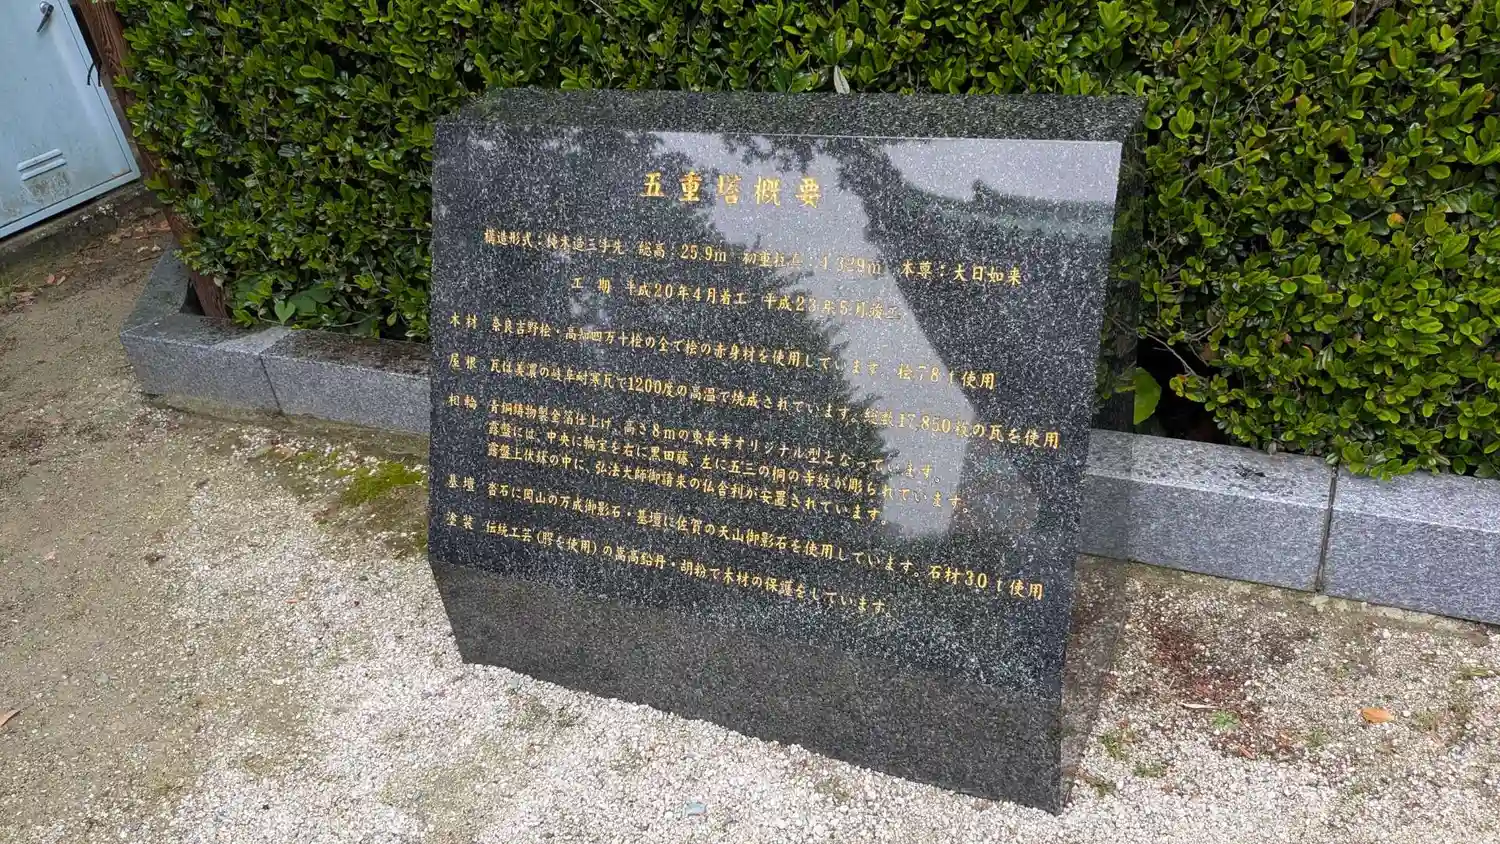 五重塔概要
構造形式：純木造三手先 総高：25.9m 初重柱間：4.329m 本尊：大日如来
工期 平成20年4月着工 平成23年5月竣工
木材 奈良吉野桧・高知四万十桧の全て桧の赤身材を使用しています。桧78t使用
屋根 瓦は美濃の岐阜耐寒瓦で1200度の高温で焼成されています。総数17,850枚の瓦を使用
相輪 青銅鋳物製金箔仕上げ、高さ8mの東長寺オリジナル型となっています。
露盤には、中央に輪宝を右に黒田藤、左に五三の桐の寺紋が彫られています。
露盤上伏鉢の中に、弘法大師御請来の仏舎利が安置されています。
基壇 沓石に岡山の万成御影石・基壇に佐賀の天山御影石を使用しています。石材30t使用
塗装 伝統工芸(膠を使用)の高鉛丹・胡粉で木材の保護をしています。